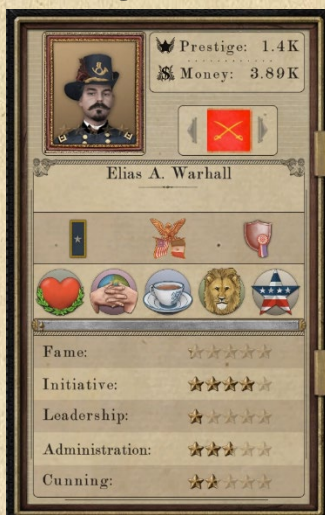 Prestige: 1.4K
Money: 3.89K
Elias A. Warhall
Fame:
Initiative:
Leadership:
Administration:
Cunning: